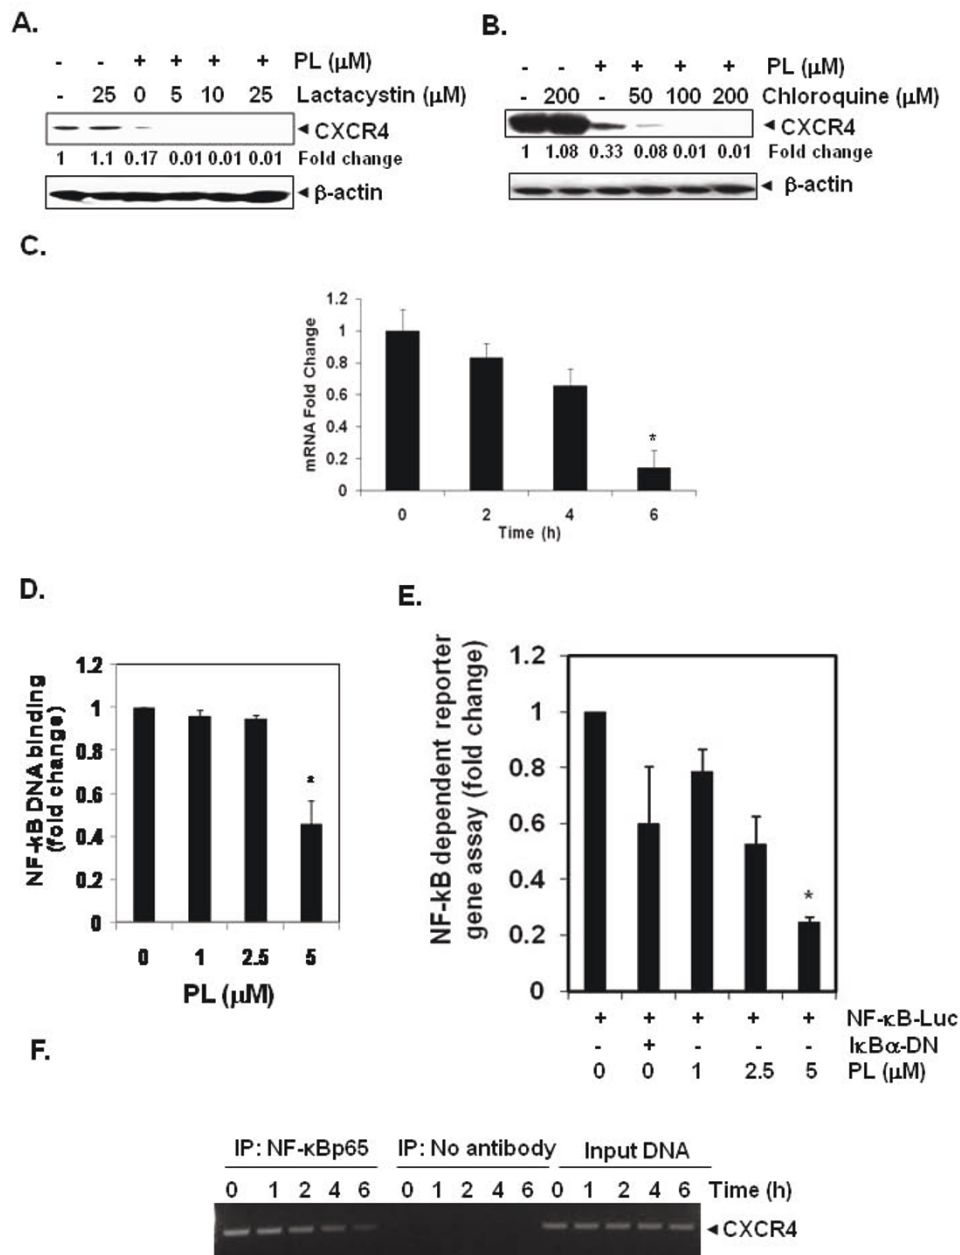 A.
- - + + + + PL (μM)
- 25 0 5 10 25 Lactacystin (μM)
◄ CXCR4
1 1.1 0.17 0.01 0.01 0.01 Fold change
◄ β-actin
B.
- - + + + + PL (μM)
- 200 - 50 100 200 Chloroquine (μM)
◄ CXCR4
1 1.08 0.33 0.08 0.01 0.01 Fold change
◄ β-actin
C.
mRNA Fold Change
1.2
1
0.8
0.6
0.4
0.2
0
*
0 2 4 6
Time (h)
D.
NF-kB DNA binding
(fold change)
1.2
1
0.8
0.6
0.4
0.2
0
*
0 1 2.5 5
PL (μM)
E.
NF-kB dependent reporter
gene assay (fold change)
1.2
1
0.8
0.6
0.4
0.2
0
*
+ + + + + NF-κB-Luc
- + - - - IκBα-DN
0 0 1 2.5 5 PL (μM)
F.
IP: NF-κBp65 IP: No antibody Input DNA
0 1 2 4 6 0 1 2 4 6 0 1 2 4 6 Time (h)
◄CXCR4